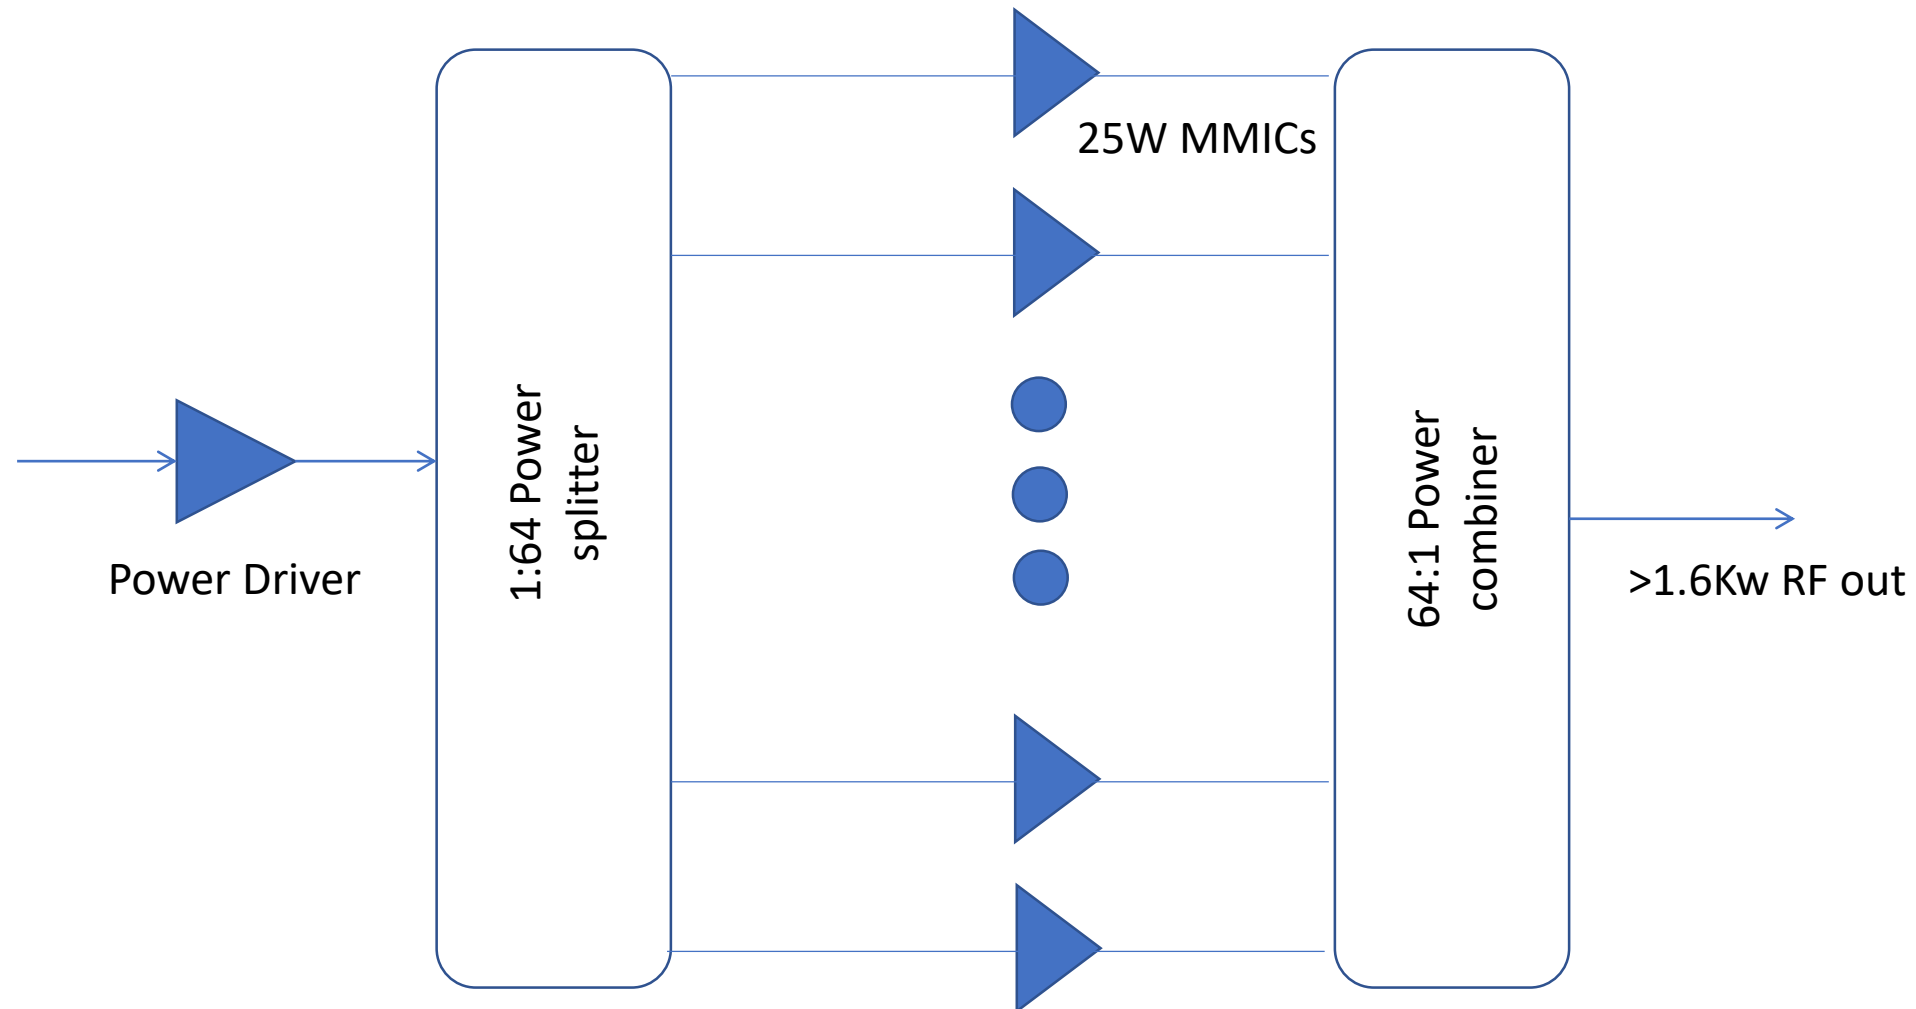 25W MMICs
Power Driver
1:64 Power
splitter
64:1 Power
combiner
>1.6Kw RF out